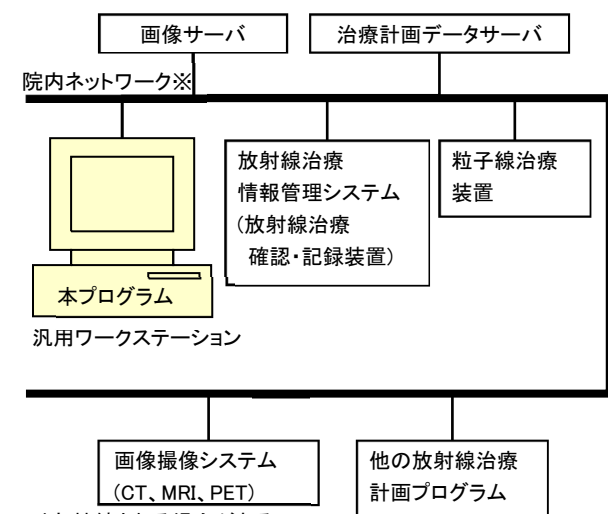 画像サーバ
治療計画データサーバ
院内ネットワーク※
放射線治療
情報管理システム
(放射線治療
確認・記録装置)
粒子線治療
装置
本プログラム
汎用ワークステーション
画像撮像システム
(CT、MRI、PET)
他の放射線治療
計画プログラム